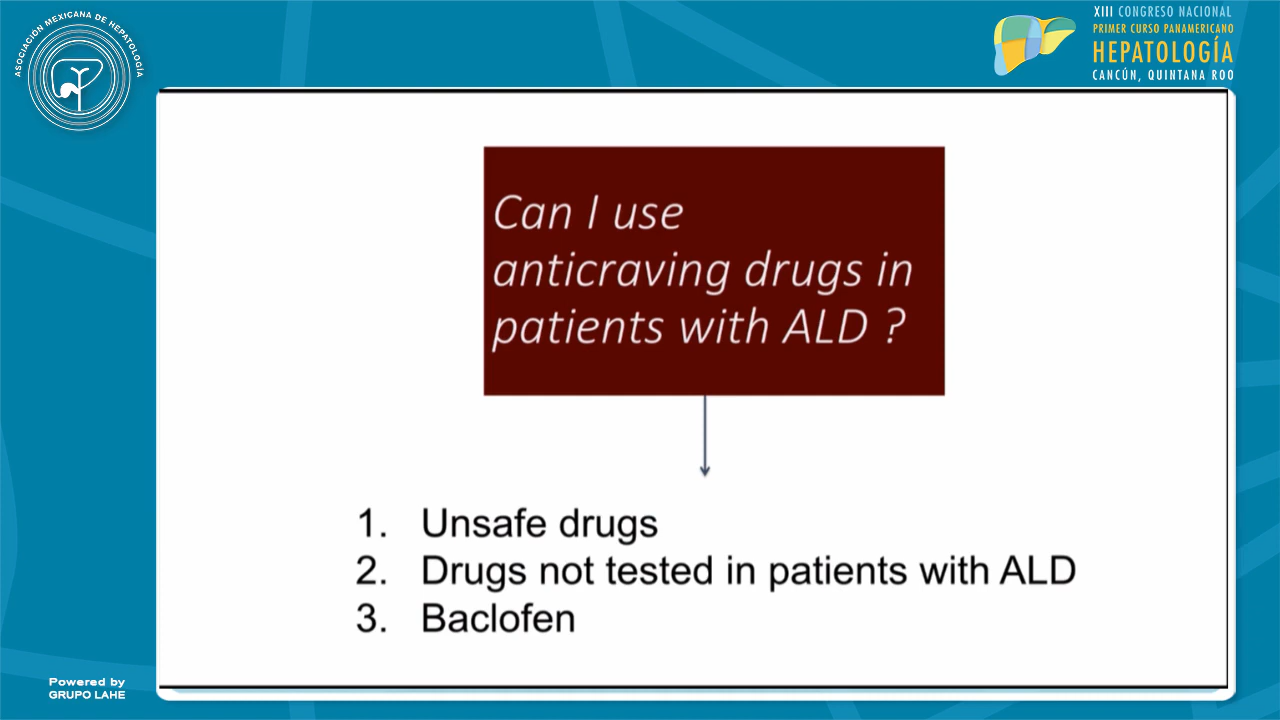 ASOCIACIÓN MEXICANA DE HEPATOLOGÍA
XIII CONGRESO NACIONAL
PRIMER CURSO PANAMERICANO
HEPATOLOGÍA
CANCÚN, QUINTANA ROO
Can I use
anticraving drugs in
patients with ALD ?
1. Unsafe drugs
2. Drugs not tested in patients with ALD
3. Baclofen
Powered by
GRUPO LAHE